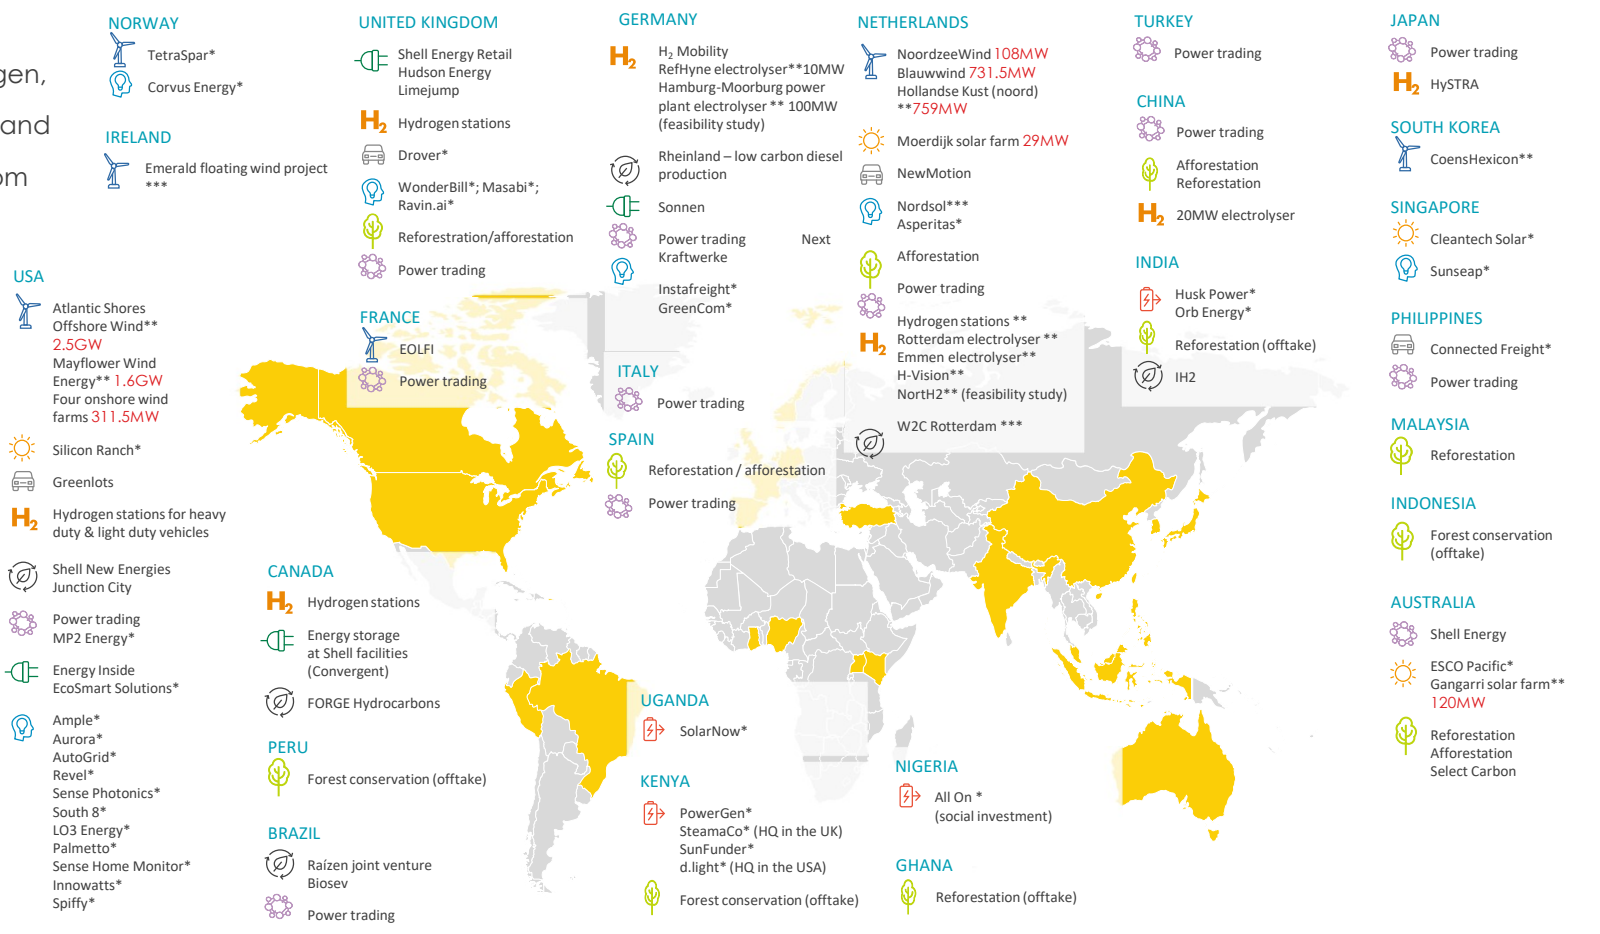 gen,
and
om
NORWAY
TetraSpar*
Corvus Energy*
IRELAND
Emerald floating wind project
***
USA
Atlantic Shores
Offshore Wind**
2.5GW
Mayflower Wind
Energy** 1.6GW
Four onshore wind
farms 311.5MW
Silicon Ranch*
Greenlots
H₂ Hydrogen stations for heavy
duty & light duty vehicles
Shell New Energies
Junction City
Power trading
MP2 Energy*
Energy Inside
EcoSmart Solutions*
Ample*
Aurora*
AutoGrid*
Revel*
Sense Photonics*
South 8*
LO3 Energy*
Palmetto*
Sense Home Monitor*
Innowatts*
Spiffy*
UNITED KINGDOM
Shell Energy Retail
Hudson Energy
Limejump
H₂ Hydrogen stations
Drover*
WonderBill*; Masabi*;
Ravin.ai*
Reforestration/afforestation
Power trading
FRANCE
EOLFI
Power trading
CANADA
H₂ Hydrogen stations
Energy storage
at Shell facilities
(Convergent)
FORGE Hydrocarbons
PERU
Forest conservation (offtake)
BRAZIL
Raízen joint venture
Biosev
Power trading
GERMANY
H₂ H₂ Mobility
RefHyne electrolyser**10MW
Hamburg-Moorburg power
plant electrolyser ** 100MW
(feasibility study)
Rheinland – low carbon diesel
production
Sonnen
Power trading Next
Kraftwerke
Instafreight*
GreenCom*
ITALY
Power trading
SPAIN
Reforestation / afforestation
Power trading
UGANDA
SolarNow*
KENYA
PowerGen*
SteamaCo* (HQ in the UK)
SunFunder*
d.light* (HQ in the USA)
Forest conservation (offtake)
NETHERLANDS
NoordzeeWind 108MW
Blauwwind 731.5MW
Hollandse Kust (noord)
**759MW
Moerdijk solar farm 29MW
NewMotion
Nordsol***
Asperitas*
Afforestation
Power trading
Hydrogen stations **
Rotterdam electrolyser **
H₂ Emmen electrolyser**
H-Vision**
NortH2** (feasibility study)
W2C Rotterdam ***
NIGERIA
All On *
(social investment)
GHANA
Reforestation (offtake)
TURKEY
Power trading
CHINA
Power trading
Afforestation
Reforestation
H₂ 20MW electrolyser
INDIA
Husk Power*
Orb Energy*
Reforestation (offtake)
IH2
JAPAN
Power trading
H₂ HySTRA
SOUTH KOREA
CoensHexicon**
SINGAPORE
Cleantech Solar*
Sunseap*
PHILIPPINES
Connected Freight*
Power trading
MALAYSIA
Reforestation
INDONESIA
Forest conservation
(offtake)
AUSTRALIA
Shell Energy
ESCO Pacific*
Gangarri solar farm**
120MW
Reforestation
Afforestation
Select Carbon